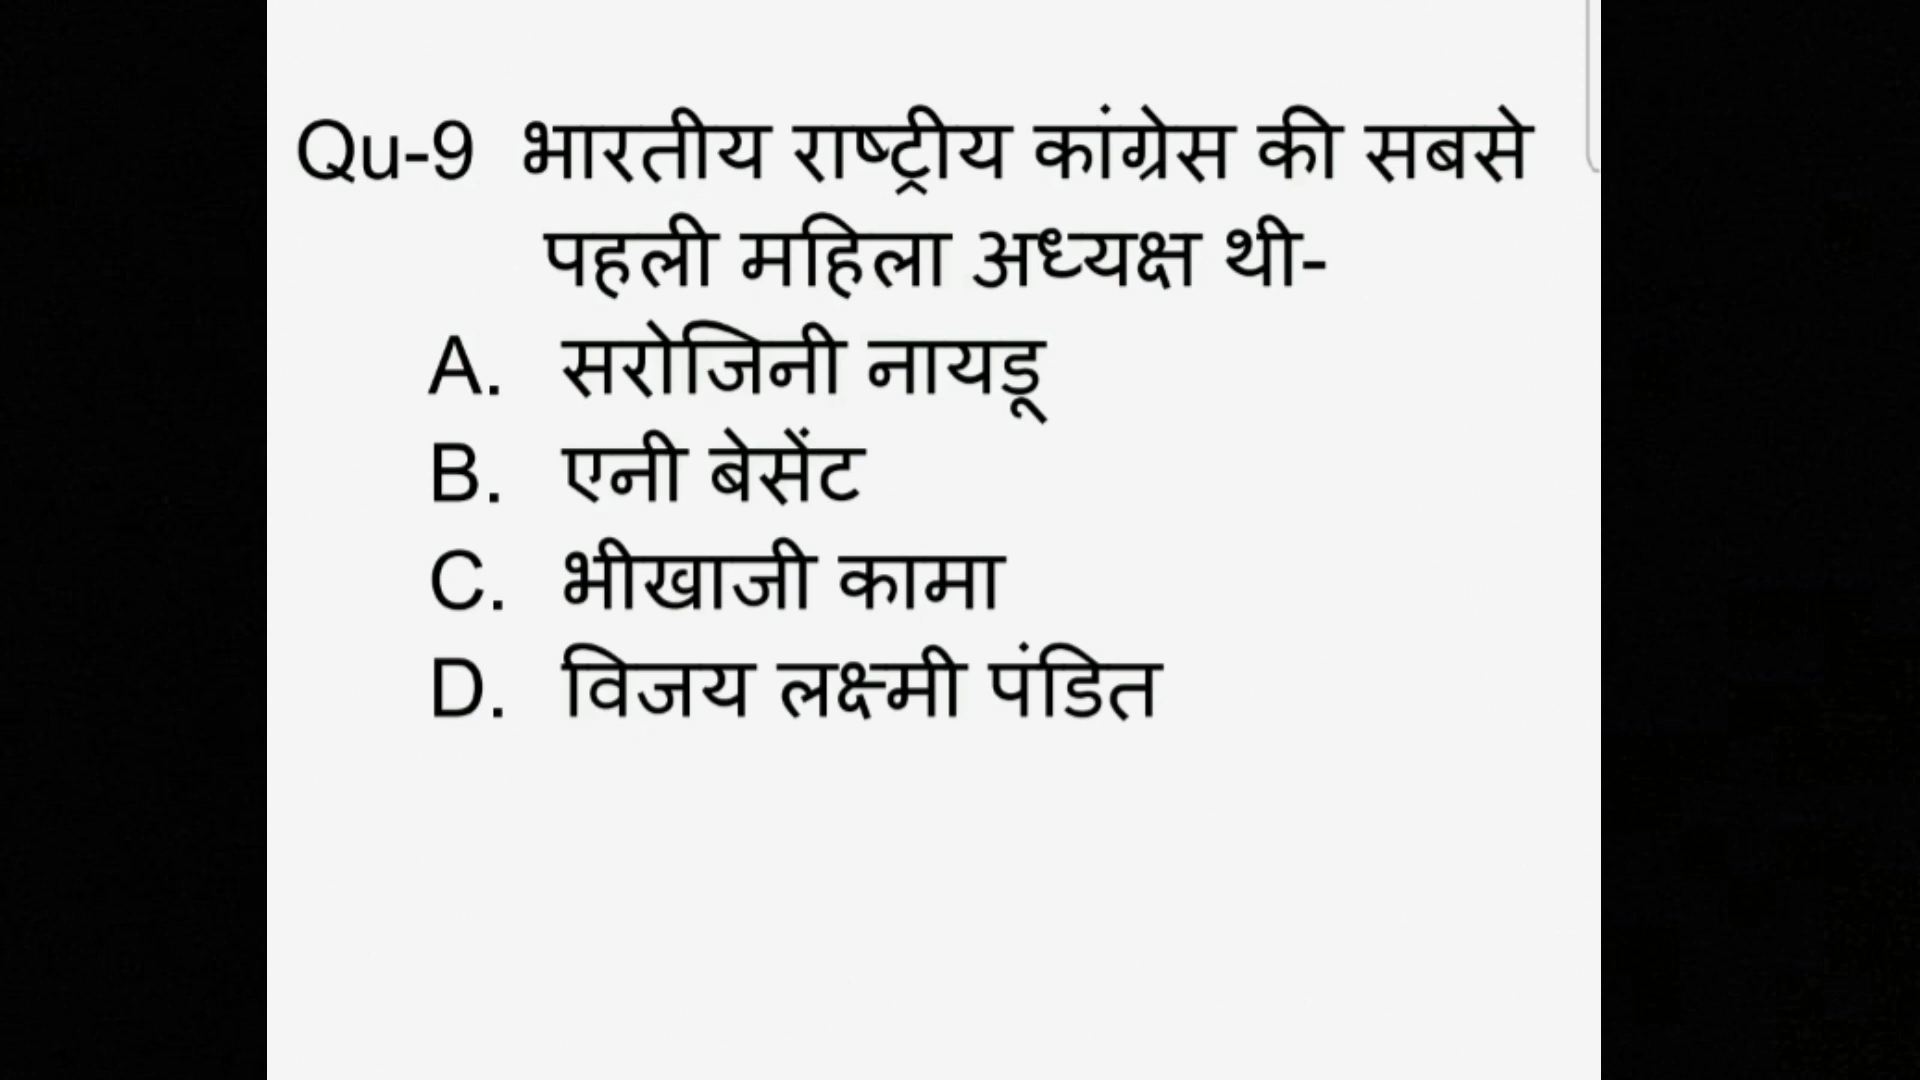 Qu-9 भारतीय राष्ट्रीय कांग्रेस की सबसे
पहली महिला अध्यक्ष थी-
A. सरोजिनी नायडू
B. एनी बेसेंट
C. भीखाजी कामा
D. विजय लक्ष्मी पंडित